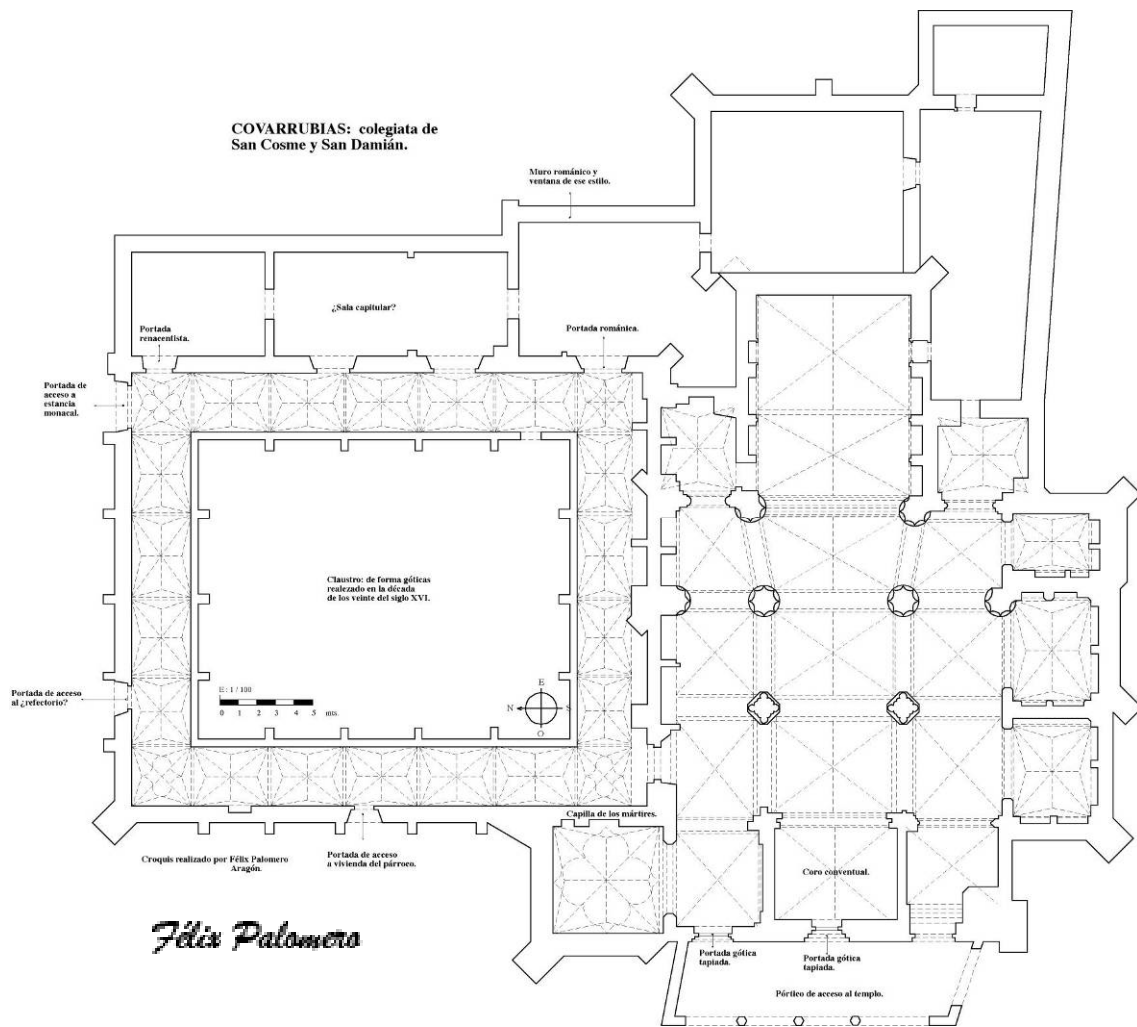 COVARRUBIAS: colegiata de
San Cosme y San Damián.
Muro románico y
ventana de ese estilo.
¿Sala capitular?
Portada
renacentista.
Portada románica.
Portada de
acceso a
estancia
monacal.
Claustro: de forma góticas
realezado en la década
de los veinte del siglo XVI.
Portada de acceso
al ¿refectorio?
E: 1 / 100
0 1 2 3 4 5 mts.
E
N S
O
Capilla de los mártires.
Croquis realizado por Félix Palomero
Aragón.
Portada de acceso
a vivienda del párroco.
Coro conventual.
Félix Palomero
Portada gótica
tapiada.
Portada gótica
tapiada.
Pórtico de acceso al templo.